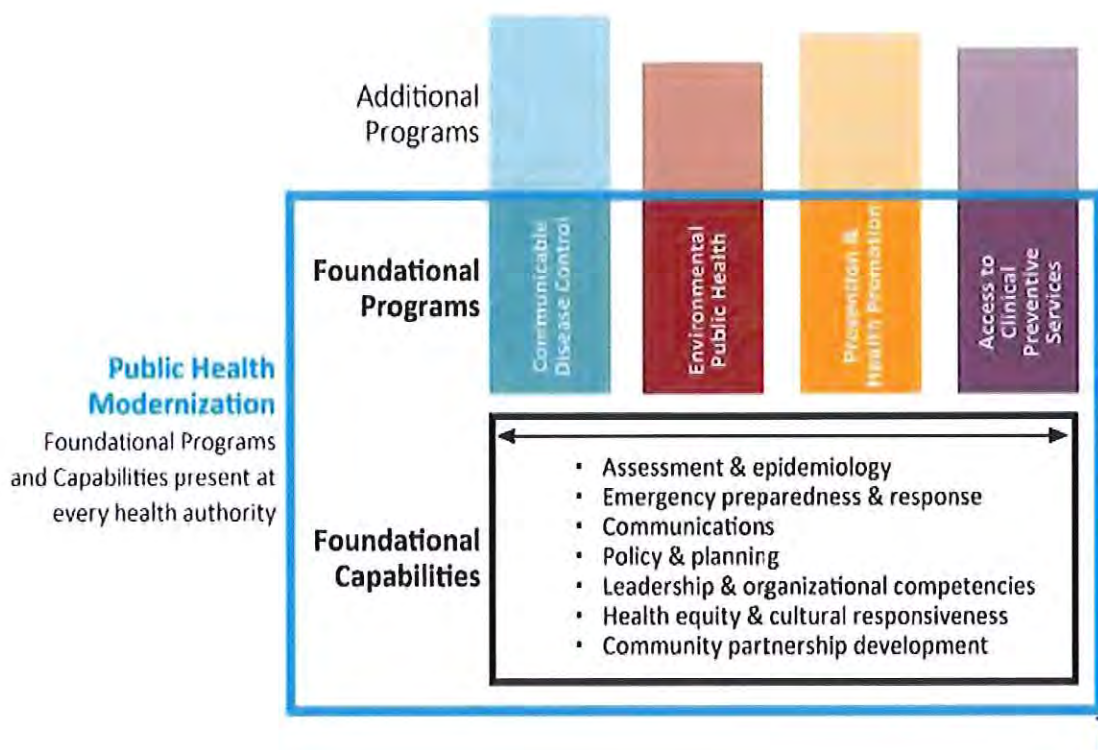 Additional
Programs
Foundational
Programs
Communicable
Disease Control
Environmental
Public Health
Prevention &
Health Promotion
Access to
Clinical
Preventive
Services
Public Health
Modernization
Foundational Programs
and Capabilities present at
every health authority
Foundational
Capabilities
· Assessment & epidemiology
· Emergency preparedness & response
· Communications
· Policy & planning
· Leadership & organizational competencies
· Health equity & cultural responsiveness
· Community partnership development